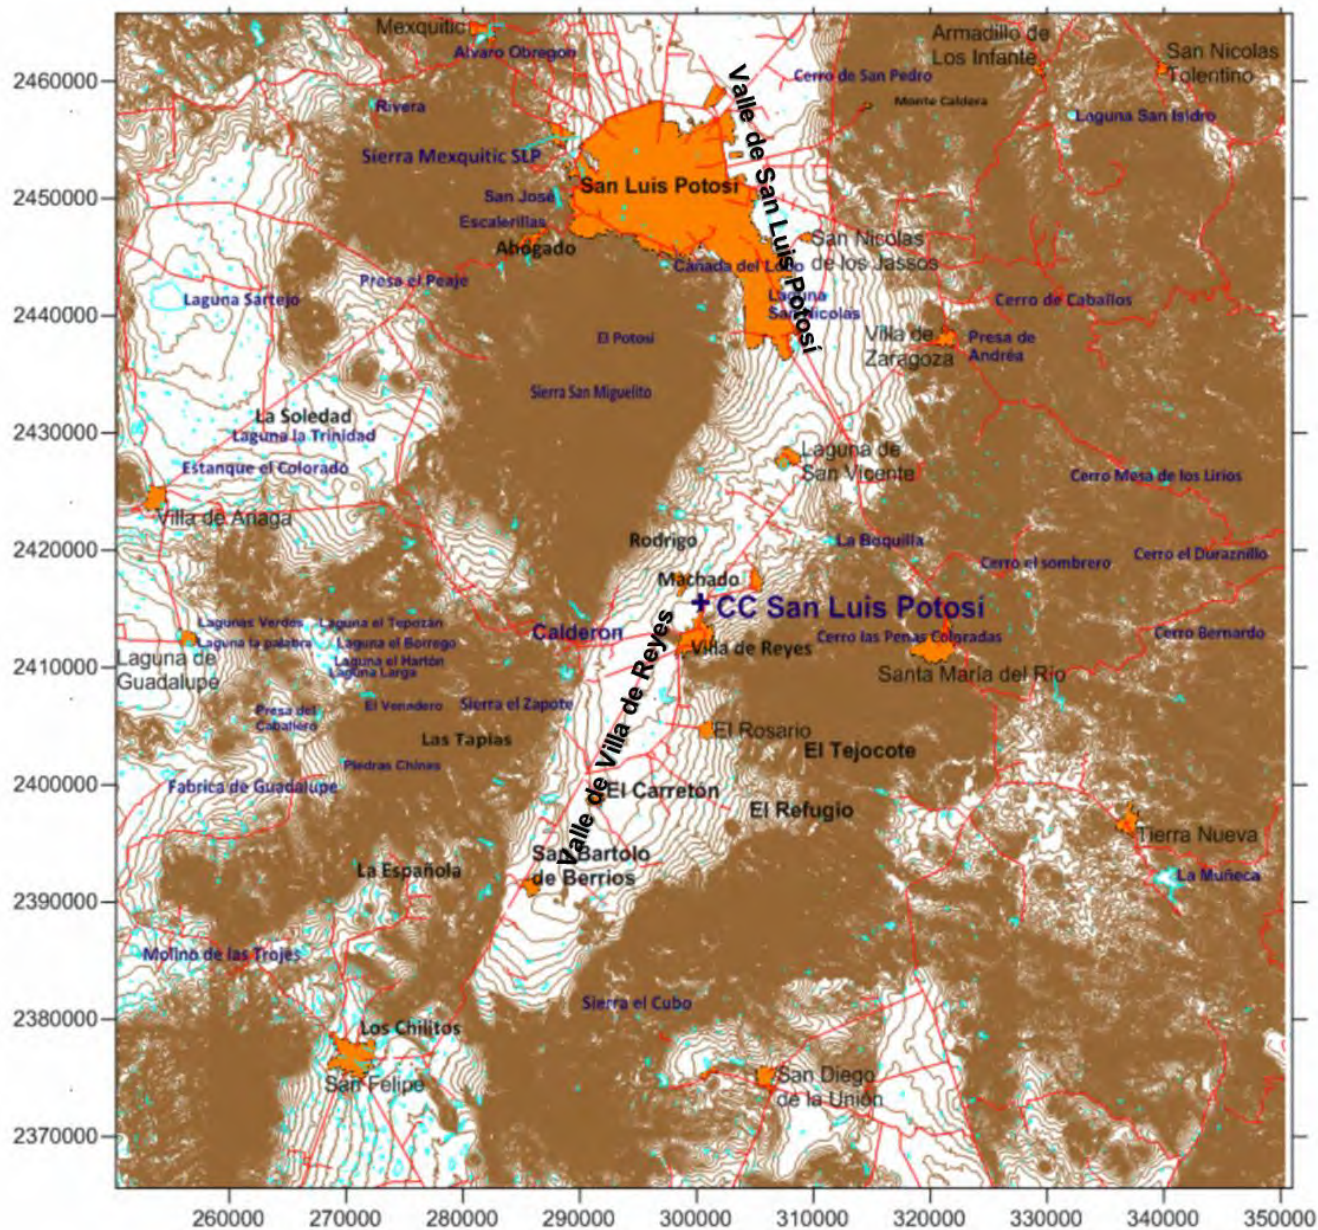 Mexquitic
Armadillo de
Los Infante
San Nicolas
Tolentino
Alvaro Obregon
Cerro de San Pedro
2460000
Monte Caldera
Rivera
Laguna San Isidro
Valle de San Luis Potosí
Sierra Mexquitic SLP
San Luis Potosí
2450000
San José
Escalerillas
Ahogado
San Nicolas
de los Jassos
Cañada del Lobo
Presa el Peaje
Laguna Sartejo
Laguna
San Nicolas
Cerro de Caballos
2440000
El Potosi
Villa de
Zaragoza
Presa de
Andréa
Sierra San Miguelito
La Soledad
2430000
Laguna la Trinidad
Laguna de
San Vicente
Estanque el Colorado
Cerro Mesa de los Lirios
Villa de Ariaga
2420000
Rodrigo
La Boquilla
Cerro el Duraznillo
Cerro el sombrero
Machado
CC San Luis Potosí
Lagunas Verdes
Laguna el Tepozán
Calderon
Cerro las Penas Coloradas
Cerro Bernardo
Laguna la palabra
Laguna el Borrego
Villa de Reyes
2410000
Laguna de
Guadalupe
Laguna el Hartón
Laguna Larga
Santa María del Rio
Valle de Villa de Reyes
Presa del
Caballero
El Venadero
Sierra el Zapote
El Rosario
Las Tapias
El Tejocote
Piedras Chinas
2400000
Fabrica de Guadalupe
El Carretón
El Refugio
Tierra Nueva
San Bartolo
de Berrios
La Española
La Muñeca
2390000
Molino de las Trojes
Sierra el Cubo
2380000
Los Chilitos
San Felipe
San Diego
de la Unión
2370000
260000 270000 280000 290000 300000 310000 320000 330000 340000 350000